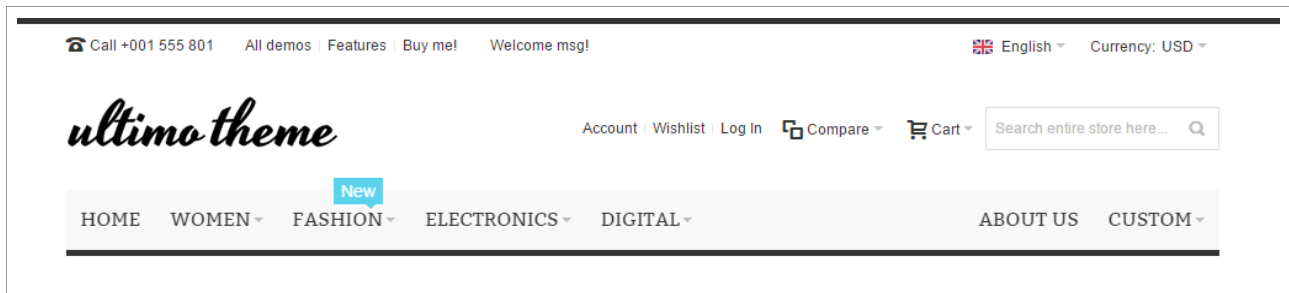 Call +001 555 801 All demos Features Buy me! Welcome msg! English Currency: USD
ultimo theme Account Wishlist Log In Compare Cart Search entire store here...
New
HOME WOMEN FASHION ELECTRONICS DIGITAL ABOUT US CUSTOM